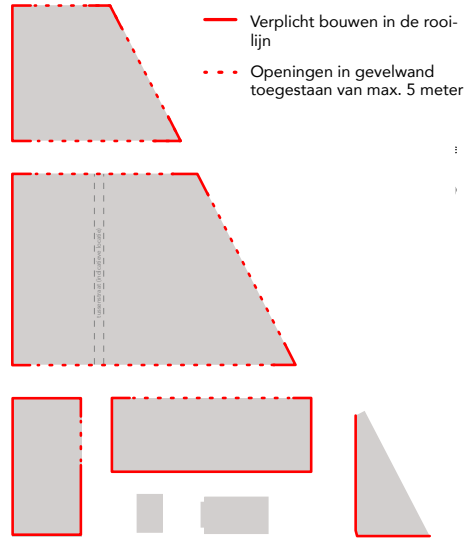 Verplicht bouwen in de rooi-
lijn
Openingen in gevelwand
toegestaan van max. 5 meter